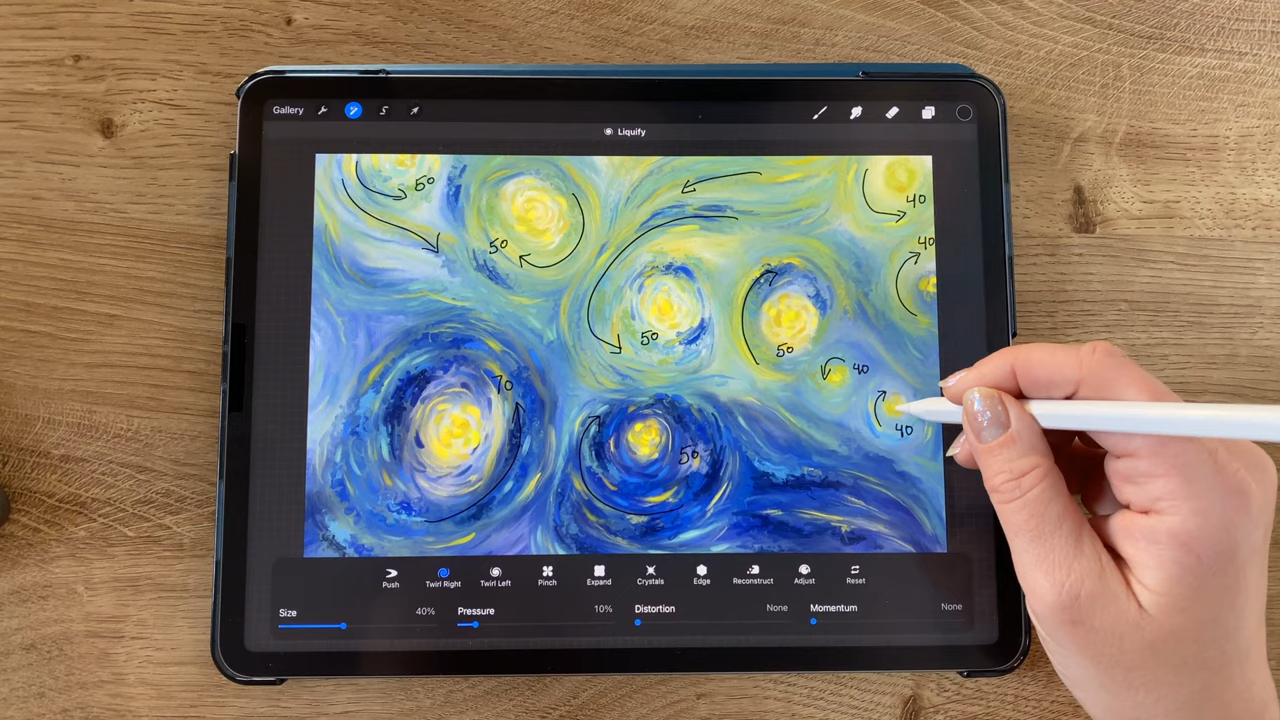 Gallery
Liquify
50
40
50
40
50
50
40
70
40
50
Push Twirl Right Twirl Left Pinch Expand Crystals Edge Reconstruct Adjust Reset
Size 40% Pressure 10% Distortion None Momentum None